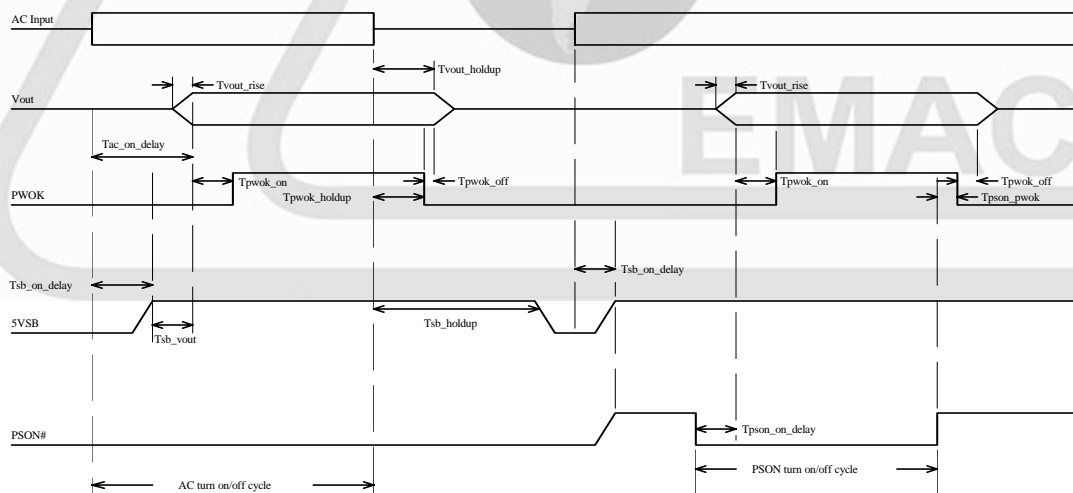 AC Input
Tvout_holdup
Tvout_rise
Tvout_rise
Vout
EMAC
Tac_on_delay
Tpwok_on
Tpwok_off
Tpwok_on
Tpwok_off
Tpwok_holdup
Tpson_pwok
PWOK
Tsb_on_delay
Tsb_on_delay
5VSB
Tsb_holdup
Tsb_vout
PSON#
Tpson_on_delay
AC turn on/off cycle
PSON turn on/off cycle